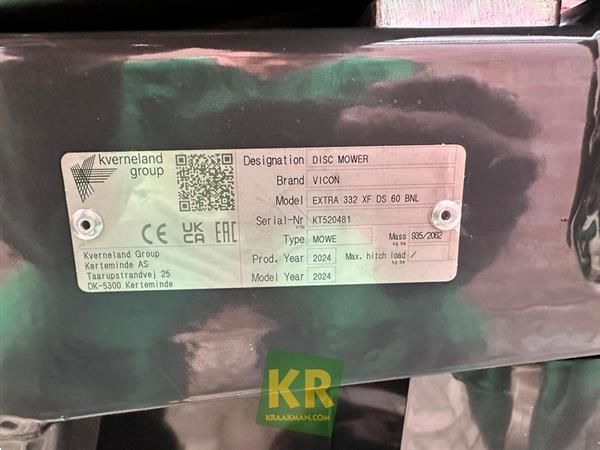 kverneland
group
Designation DISC MOWER
Brand VICON
Model EXTRA 332 XF DS 60 BNL
Serial-Nr KT520481
VIN
Type MOWE Mass 935/2062
kg be
Prod. Year 2024 Max. hitch load /
kg be
Model Year 2024
CE UK CA EAC
Kverneland Group
Kerteminde AS
Taarupstrandvej 25
DK-5300 Kerteminde
KR
KRAAKMAN.COM